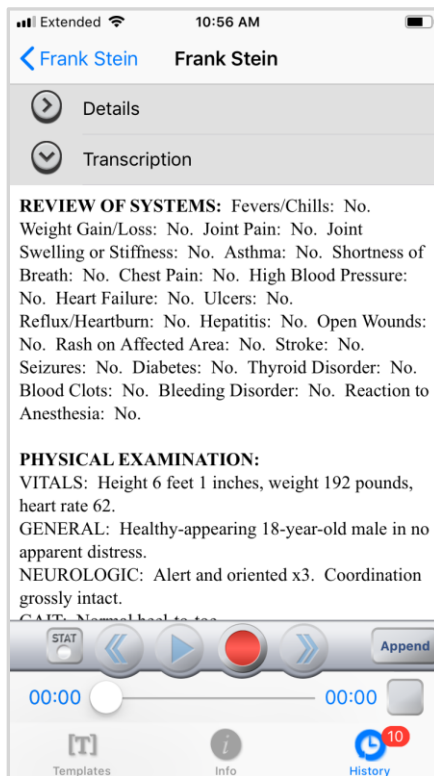 Extended 10:56 AM
Frank Stein Frank Stein
Details
Transcription
REVIEW OF SYSTEMS: Fevers/Chills: No.
Weight Gain/Loss: No. Joint Pain: No. Joint
Swelling or Stiffness: No. Asthma: No. Shortness of
Breath: No. Chest Pain: No. High Blood Pressure:
No. Heart Failure: No. Ulcers: No.
Reflux/Heartburn: No. Hepatitis: No. Open Wounds:
No. Rash on Affected Area: No. Stroke: No.
Seizures: No. Diabetes: No. Thyroid Disorder: No.
Blood Clots: No. Bleeding Disorder: No. Reaction to
Anesthesia: No.
PHYSICAL EXAMINATION:
VITALS: Height 6 feet 1 inches, weight 192 pounds,
heart rate 62.
GENERAL: Healthy-appearing 18-year-old male in no
apparent distress.
NEUROLOGIC: Alert and oriented x3. Coordination
grossly intact.
GAIT: Normal heel-to-toe
STAT Append
00:00 00:00
[T] i 10
Templates Info History